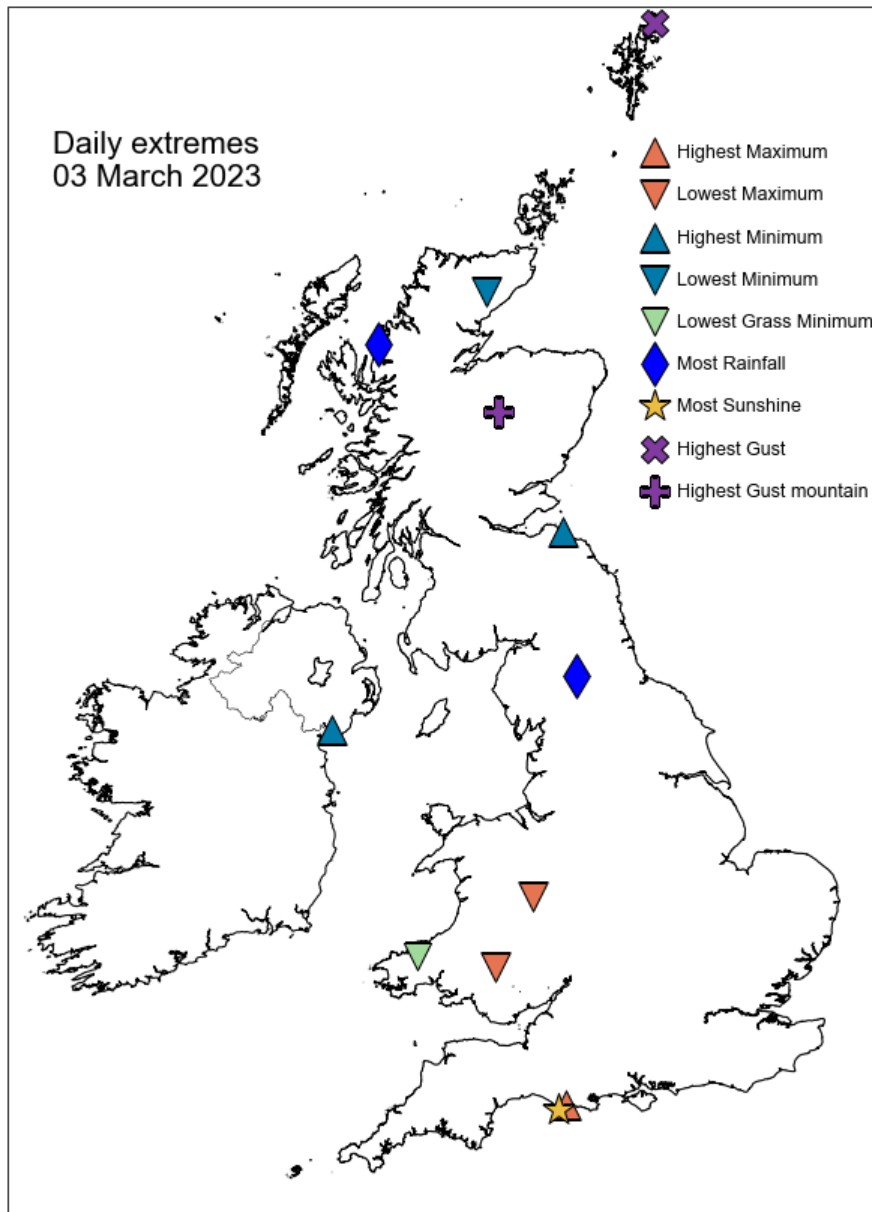 Daily extremes
03 March 2023
Highest Maximum
Lowest Maximum
Highest Minimum
Lowest Minimum
Lowest Grass Minimum
Most Rainfall
Most Sunshine
Highest Gust
Highest Gust mountain